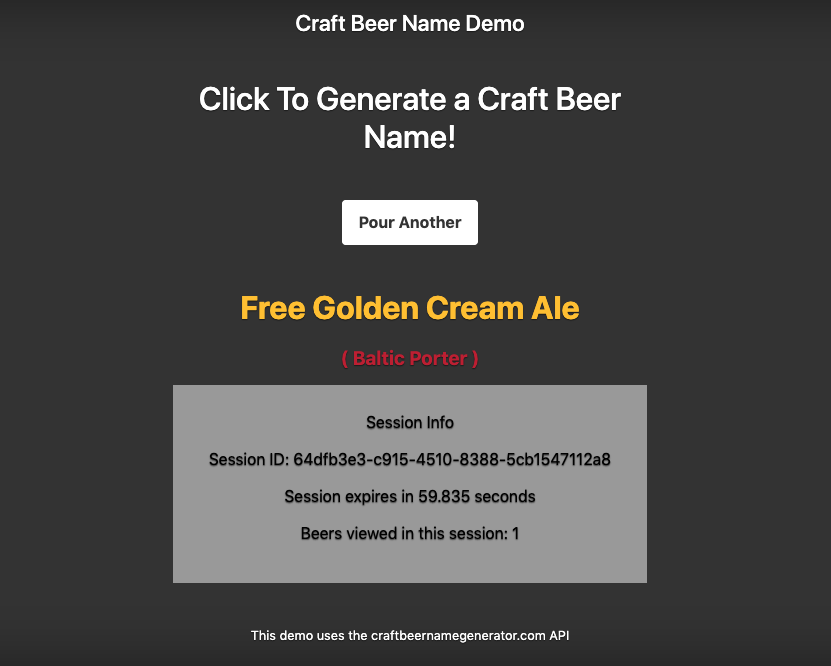 Craft Beer Name Demo
Click To Generate a Craft Beer
Name!
Pour Another
Free Golden Cream Ale
( Baltic Porter )
Session Info
Session ID: 64dfb3e3-c915-4510-8388-5cb1547112a8
Session expires in 59.835 seconds
Beers viewed in this session: 1
This demo uses the craftbeernamegenerator.com API